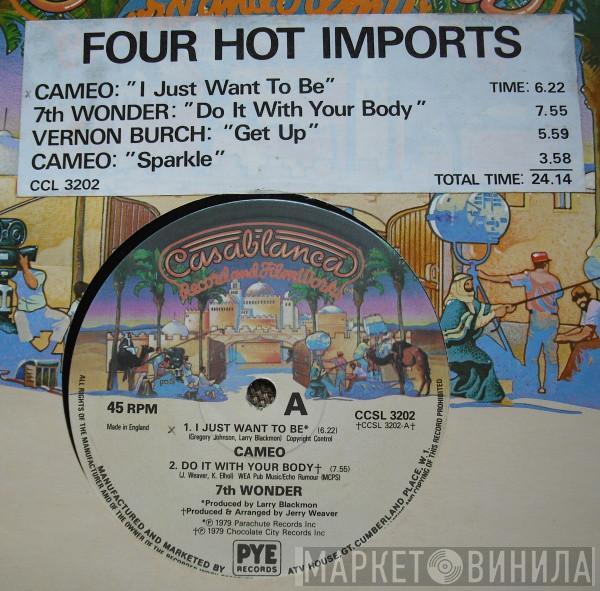 FOUR HOT IMPORTS
CAMEO: "I Just Want To Be" TIME: 6.22
7th WONDER: "Do It With Your Body" 7.55
VERNON BURCH: "Get Up" 5.59
CAMEO: "Sparkle" 3.58
CCL 3202 TOTAL TIME: 24.14
Casablanca
Record and FilmWorks
45 RPM
Made in England
A
CCSL 3202
†CCSL 3202-A†
1. I JUST WANT TO BE* (6.22)
(Gregory Johnson, Larry Blackmon) Copyright Control
CAMEO
2. DO IT WITH YOUR BODY† (7.55)
(J. Weaver, K. Elholi) WEA Pub Music/Echo Rumour (MCPS)
7th WONDER
*Produced by Larry Blackmon
†Produced & Arranged by Jerry Weaver
*℗ 1979 Parachute Records Inc
†℗ 1979 Chocolate City Records Inc
ALL RIGHTS OF THE MANUFACTURER AND OF THE OWNER OF THE RECORDED WORK
COPYING OF THIS RECORD PROHIBITED
MANUFACTURED AND MARKETED BY PYE RECORDS ATV HOUSE, GT. CUMBERLAND PLACE, W.1.
МАРКЕТ ВИНИЛА